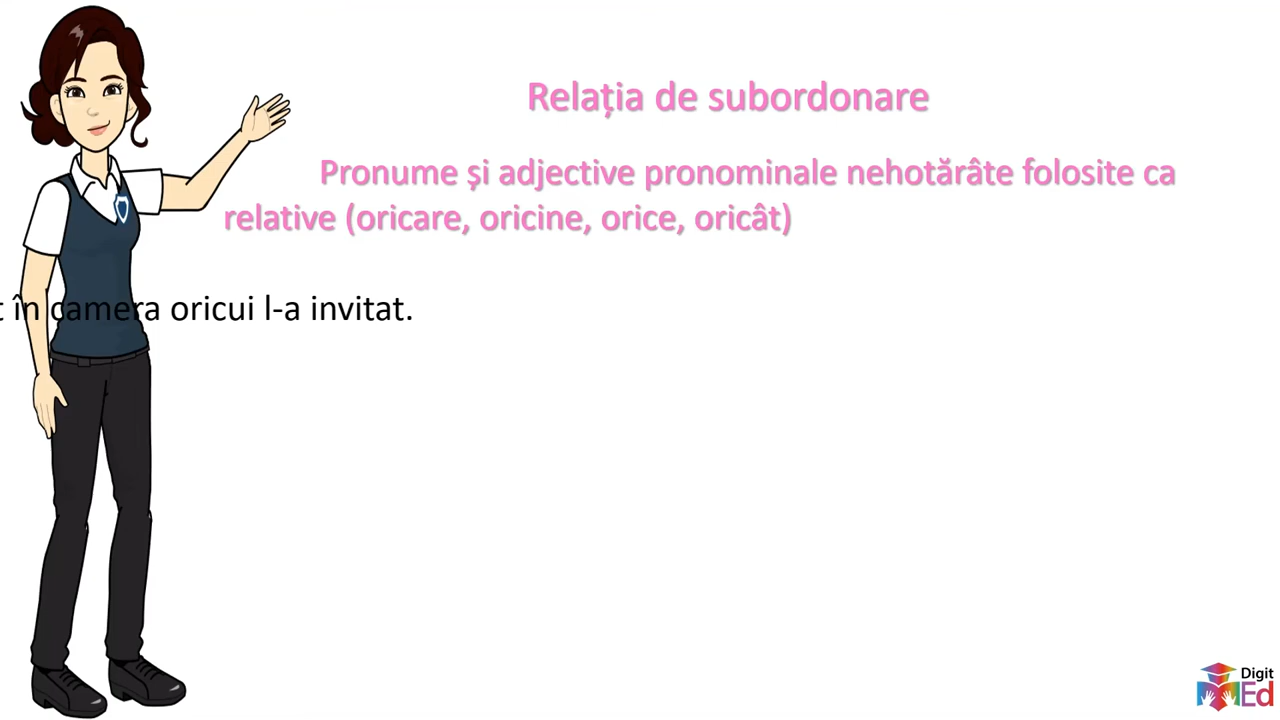 Relația de subordonare
Pronume și adjective pronominale nehotărâte folosite ca
relative (oricare, oricine, orice, oricât)
în camera oricui l-a invitat.
Digit
Ed